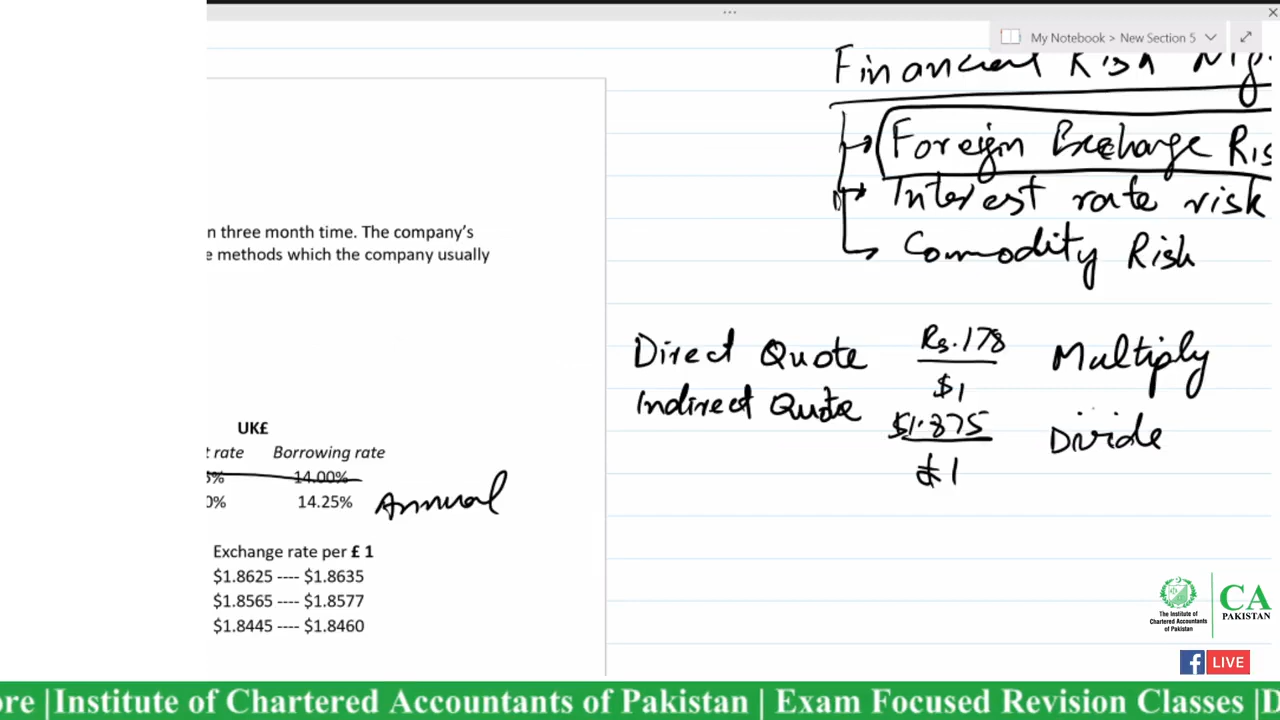 My Notebook > New Section 5
Financial Risk
Foreign Exchange Ris
Interest rate risk
Commodity Risk
n three month time. The company’s
e methods which the company usually
Direct Quote Rs.178 Multiply
$1
Indirect Quote $1.875 Divide
£1
UK£
t rate Borrowing rate
% 14.00%
0% 14.25% Annual
Exchange rate per £ 1
$1.8625 ---- $1.8635
$1.8565 ---- $1.8577
$1.8445 ---- $1.8460
The Institute of
Chartered Accountants
of Pakistan
CA
PAKISTAN
f LIVE
ore |Institute of Chartered Accountants of Pakistan | Exam Focused Revision Classes |D